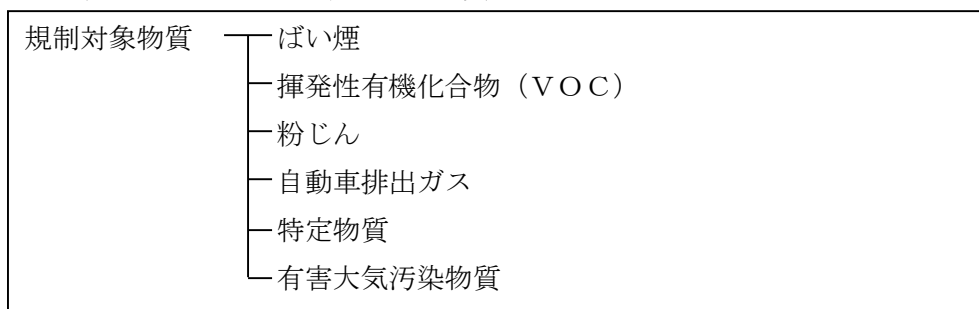 規制対象物質 ばい煙
揮発性有機化合物（ＶＯＣ）
粉じん
自動車排出ガス
特定物質
有害大気汚染物質